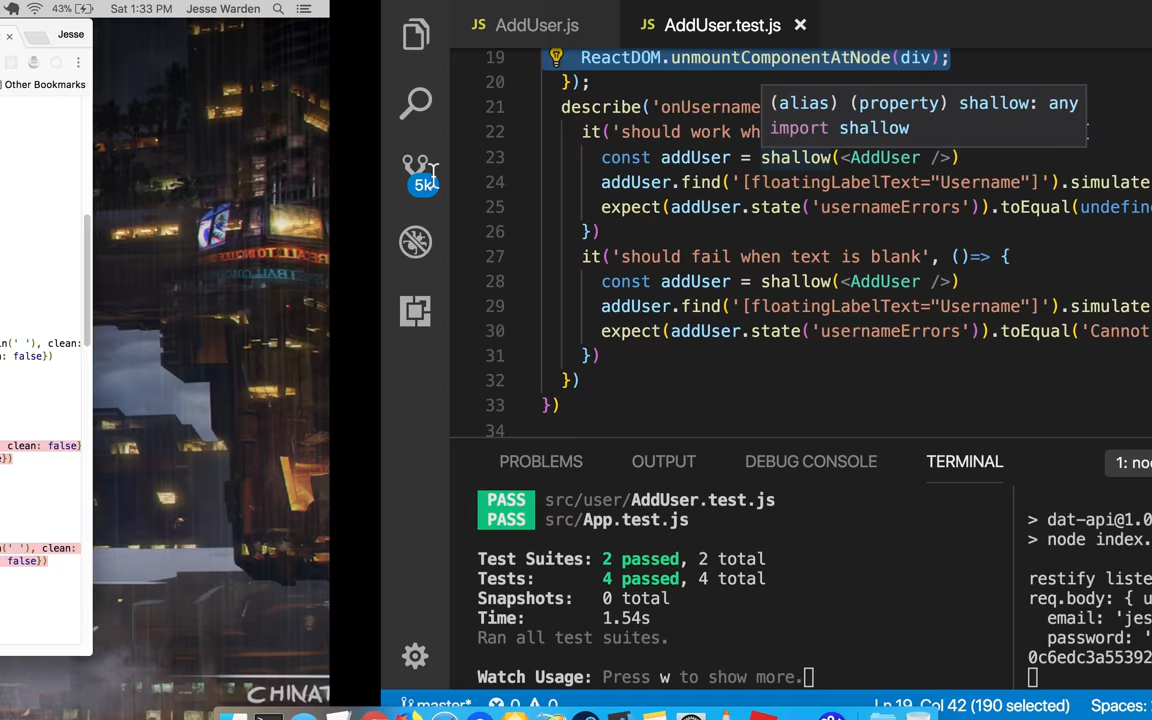 43% Sat 1:33 PM Jesse Warden
Jesse
Other Bookmarks
in(' '), clean:
: false})
clean: false}
})
(' '), clean:
false})
JS AddUser.js
JS AddUser.test.js ×
19 ReactDOM.unmountComponentAtNode(div);
20 });
21 describe('onUsername
(alias) (property) shallow: any
import shallow
22 it('should work wh
23 const addUser = shallow(<AddUser />)
24 addUser.find('[floatingLabelText="Username"]').simulate
25 expect(addUser.state('usernameErrors')).toEqual(undefine
26 })
27 it('should fail when text is blank', ()=> {
28 const addUser = shallow(<AddUser />)
29 addUser.find('[floatingLabelText="Username"]').simulate
30 expect(addUser.state('usernameErrors')).toEqual('Cannot
31 })
32 })
33 })
34
5k
PROBLEMS OUTPUT DEBUG CONSOLE TERMINAL 1: no
PASS src/user/AddUser.test.js
PASS src/App.test.js
Test Suites: 2 passed, 2 total
Tests: 4 passed, 4 total
Snapshots: 0 total
Time: 1.54s
Ran all test suites.
Watch Usage: Press w to show more.
> dat-api@1.0
> node index.
restify liste
req.body: { u
email: 'jes
password: '
0c6edc3a55392
master* 0 0 Ln 19, Col 42 (190 selected) Spaces:
CHINAT